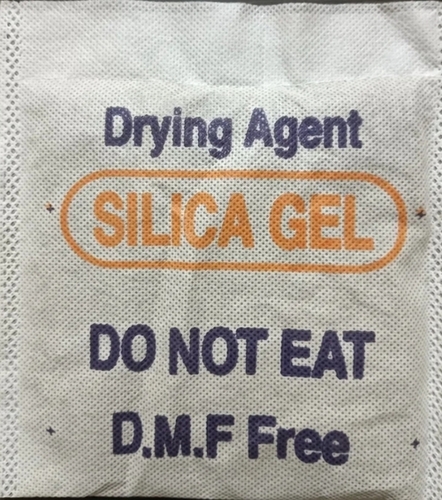 Drying Agent
SILICA GEL
DO NOT EAT
D.M.F Free